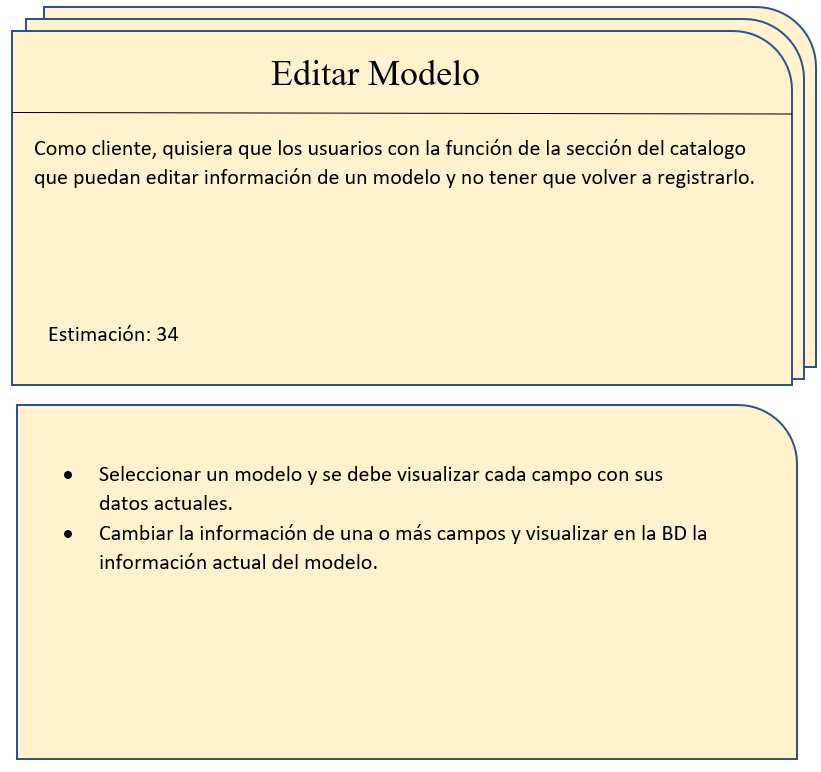 Editar Modelo
Como cliente, quisiera que los usuarios con la función de la sección del catalogo
que puedan editar información de un modelo y no tener que volver a registrarlo.
Estimación: 34
• Seleccionar un modelo y se debe visualizar cada campo con sus
datos actuales.
• Cambiar la información de una o más campos y visualizar en la BD la
información actual del modelo.